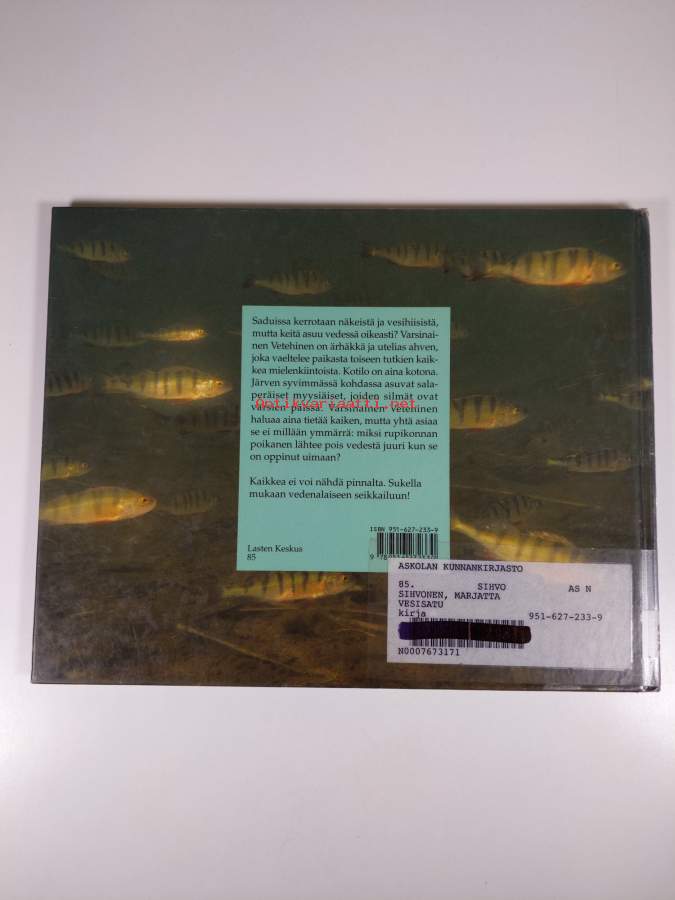 Saduissa kerrotaan näkeistä ja vesihiisistä,
mutta keitä asuu vedessä oikeasti? Varsinai-
nen Vetehinen on ärhäkkä ja utelias ahven,
joka vaeltelee paikasta toiseen tutkien kaik-
kea mielenkiintoista. Kotilo on aina kotona.
Järven syvimmässä kohdassa asuvat sala-
peräiset myysiäiset, joiden silmät ovat
Antikvariaatti.net
varsien päissä. Varsinainen Vetehinen
haluaa aina tietää kaiken, mutta yhtä asiaa
se ei millään ymmärrä: miksi rupikonnan
poikanen lähtee pois vedestä juuri kun se
on oppinut uimaan?
Kaikkea ei voi nähdä pinnalta. Sukella
mukaan vedenalaiseen seikkailuun!
ISBN 951-627-233-9
Lasten Keskus
85
ASKOLAN KUNNANKIRJASTO
85. SIHVO AS N
SIHVONEN, MARJATTA
VESISATU
kirja 951-627-233-9
N0007673171